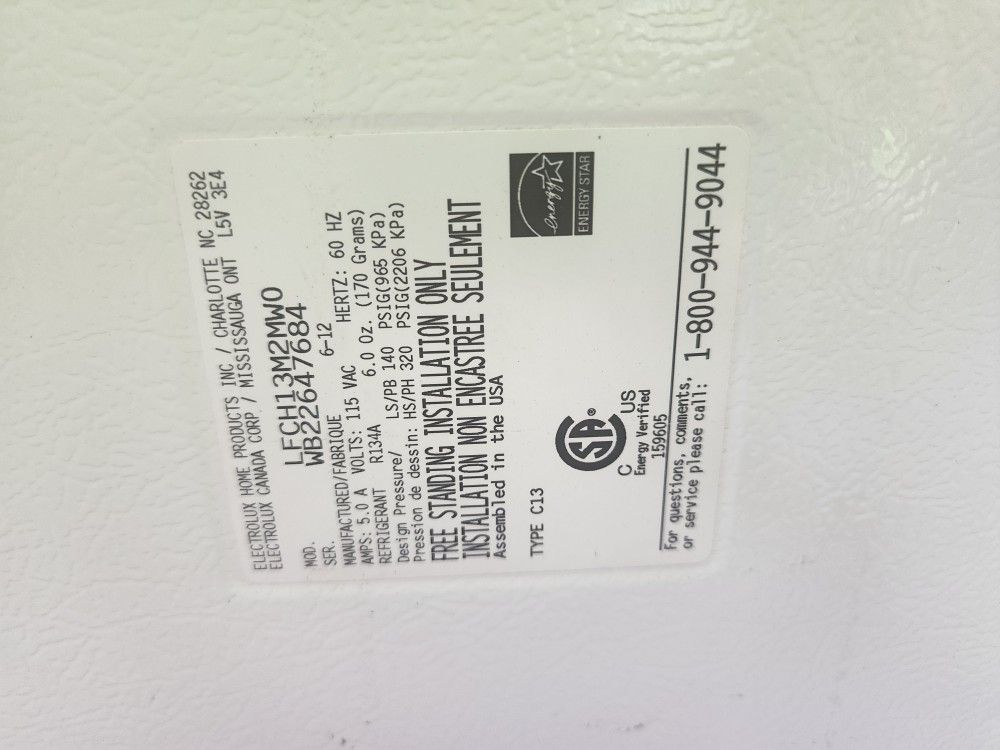 ELECTROLUX HOME PRODUCTS INC / CHARLOTTE NC 28262
ELECTROLUX CANADA CORP / MISSISSAUGA ONT L5V 3E4
MOD. LFCH13M2MW0
SER. WB22647684
MANUFACTURED/FABRIQUE 6-12
AMPS: 5.0 A VOLTS: 115 VAC HERTZ: 60 HZ
REFRIGERANT R134A 6.0 Oz. (170 Grams)
Design Pressure/ LS/PB 140 PSIG(965 KPa)
Pression de dessin: HS/PH 320 PSIG(2206 KPa)
FREE STANDING INSTALLATION ONLY
INSTALLATION NON ENCASTREE SEULEMENT
Assembled in the USA
TYPE C13
energy
ENERGY STAR
SA®
C US
Energy Verified
159605
For questions, comments,
or service please call: 1-800-944-9044